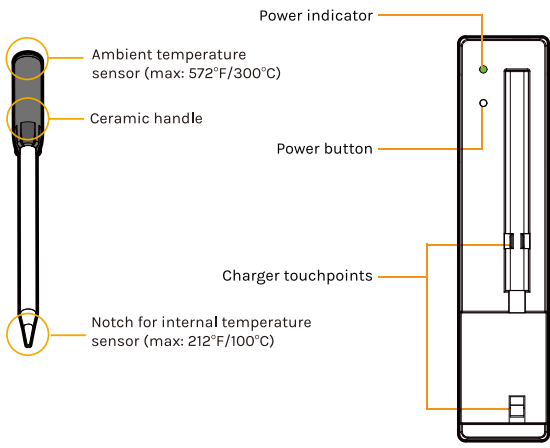 Power indicator
Ambient temperature
sensor (max: 572°F/300°C)
Ceramic handle
Power button
Charger touchpoints
Notch for internal temperature
sensor (max: 212°F/100°C)